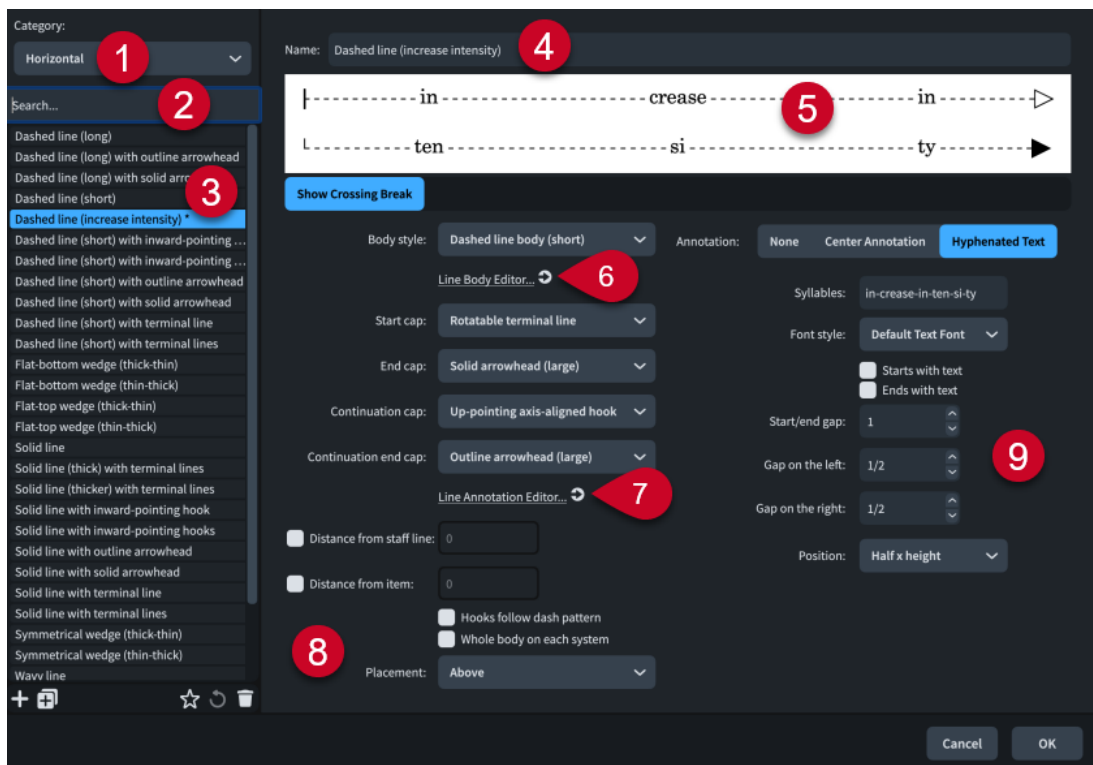 Category:
Horizontal
1
Search...
2
Dashed line (long)
Dashed line (long) with outline arrowhead
Dashed line (long) with solid arro
3
Dashed line (short)
Dashed line (increase intensity) *
Dashed line (short) with inward-pointing ...
Dashed line (short) with inward-pointing ...
Dashed line (short) with outline arrowhead
Dashed line (short) with solid arrowhead
Dashed line (short) with terminal line
Dashed line (short) with terminal lines
Flat-bottom wedge (thick-thin)
Flat-bottom wedge (thin-thick)
Flat-top wedge (thick-thin)
Flat-top wedge (thin-thick)
Solid line
Solid line (thick) with terminal lines
Solid line (thicker) with terminal lines
Solid line with inward-pointing hook
Solid line with inward-pointing hooks
Solid line with outline arrowhead
Solid line with solid arrowhead
Solid line with terminal line
Solid line with terminal lines
Symmetrical wedge (thick-thin)
Symmetrical wedge (thin-thick)
Wavy line
Name: Dashed line (increase intensity) 4
in crease in
5
ten si ty
Show Crossing Break
Body style: Dashed line body (short)
Line Body Editor... 6
Start cap: Rotatable terminal line
End cap: Solid arrowhead (large)
Continuation cap: Up-pointing axis-aligned hook
Continuation end cap: Outline arrowhead (large)
Line Annotation Editor... 7
Distance from staff line: 0
Distance from item: 0
Hooks follow dash pattern
Whole body on each system
8
Placement: Above
Annotation: None Center Annotation Hyphenated Text
Syllables: in-crease-in-ten-si-ty
Font style: Default Text Font
Starts with text
Ends with text
Start/end gap: 1
Gap on the left: 1/2
9
Gap on the right: 1/2
Position: Half x height
Cancel OK